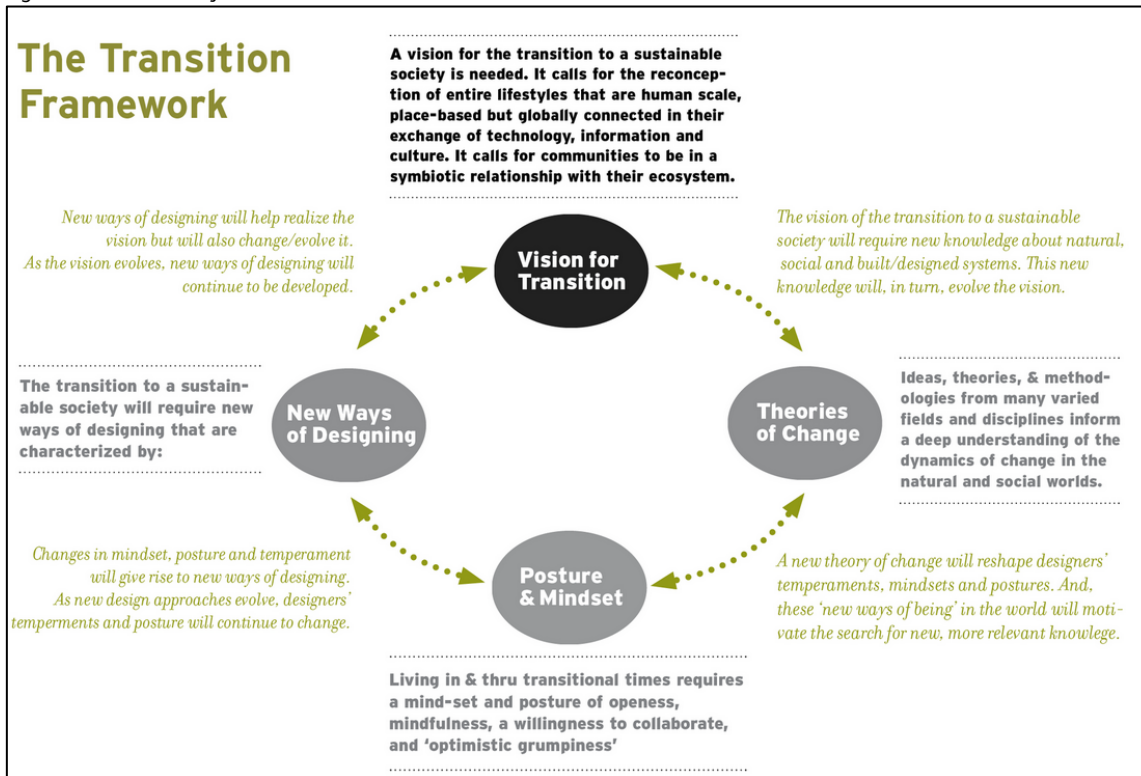 The Transition
Framework
A vision for the transition to a sustainable
society is needed. It calls for the reconcep-
tion of entire lifestyles that are human scale,
place-based but globally connected in their
exchange of technology, information and
culture. It calls for communities to be in a
symbiotic relationship with their ecosystem.
New ways of designing will help realize the
vision but will also change/evolve it.
As the vision evolves, new ways of designing will
continue to be developed.
Vision for
Transition
The vision of the transition to a sustainable
society will require new knowledge about natural,
social and built/designed systems. This new
knowledge will, in turn, evolve the vision.
The transition to a sustain-
able society will require new
ways of designing that are
characterized by:
New Ways
of Designing
Theories
of Change
Ideas, theories, & method-
ologies from many varied
fields and disciplines inform
a deep understanding of the
dynamics of change in the
natural and social worlds.
Changes in mindset, posture and temperament
will give rise to new ways of designing.
As new design approaches evolve, designers'
temperments and posture will continue to change.
Posture
& Mindset
A new theory of change will reshape designers'
temperaments, mindsets and postures. And,
these 'new ways of being' in the world will moti-
vate the search for new, more relevant knowlege.
Living in & thru transitional times requires
a mind-set and posture of openess,
mindfulness, a willingness to collaborate,
and 'optimistic grumpiness'